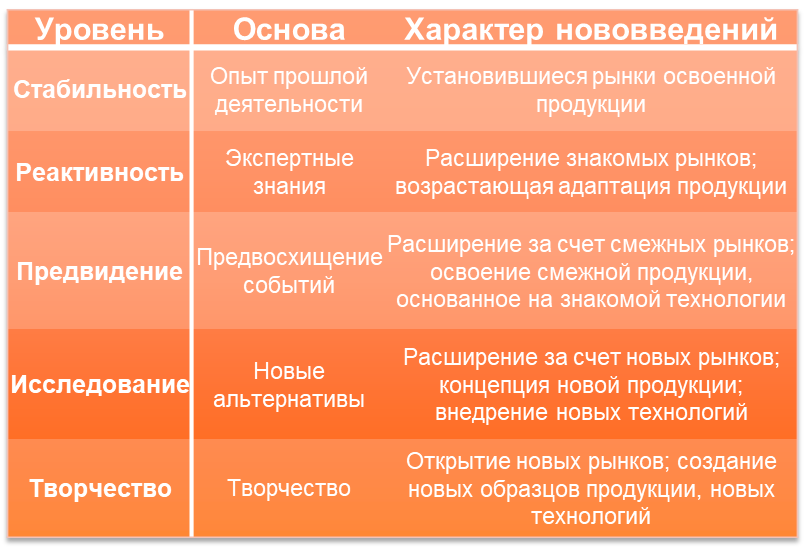 Уровень Основа Характер нововведений
Стабильность
Опыт прошлой
деятельности
Установившиеся рынки освоенной
продукции
Реактивность
Экспертные
знания
Расширение знакомых рынков;
возрастающая адаптация продукции
Предвидение
Предвосхищение
событий
Расширение за счет смежных рынков;
освоение смежной продукции,
основанное на знакомой технологии
Исследование
Новые
альтернативы
Расширение за счет новых рынков;
концепция новой продукции;
внедрение новых технологий
Творчество
Творчество
Открытие новых рынков; создание
новых образцов продукции, новых
технологий